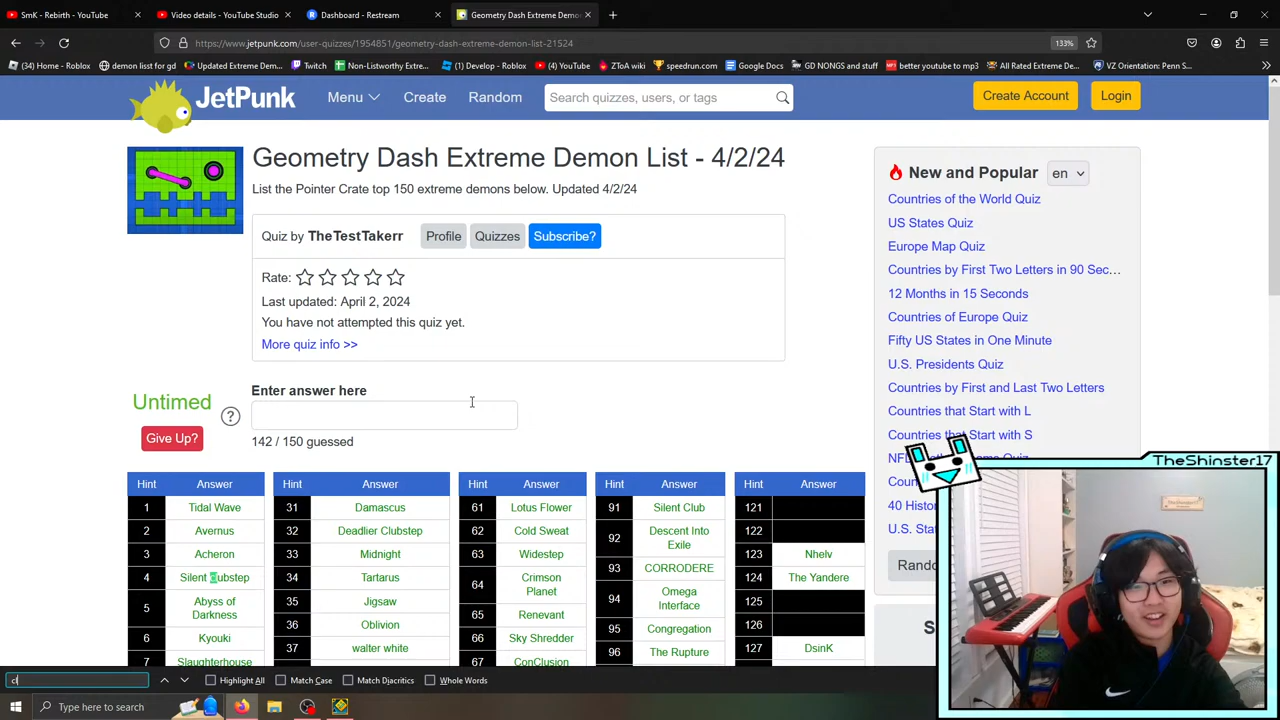 SmK - Rebirth - YouTube
Video details - YouTube Studio
Dashboard - Restream
Geometry Dash Extreme Demon
https://www.jetpunk.com/user-quizzes/1954851/geometry-dash-extreme-demon-list-21524
133%
(34) Home - Roblox
demon lisst for gd
Updated Extreme Dem...
Twitch
Non-Listworthy Extre...
Develop - Roblox
(4) YouTube
ZToA wiki
speedrun.com
Google Docs
GD NONGS and stuff
better youtube to mp3
All Rated Extreme De...
VZ Orientation: Penn S...
JetPunk
Menu
Create
Random
Search quizzes, users, or tags
Create Account
Login
Geometry Dash Extreme Demon List - 4/2/24
List the Pointer Crate top 150 extreme demons below. Updated 4/2/24
Quiz by TheTestTakerr
Profile
Quizzes
Subscribe?
Rate:
Last updated: April 2, 2024
You have not attempted this quiz yet.
More quiz info >>
New and Popular
en
Countries of the World Quiz
US States Quiz
Europe Map Quiz
Countries by First Two Letters in 90 Sec...
12 Months in 15 Seconds
Countries of Europe Quiz
Fifty US States in One Minute
U.S. Presidents Quiz
Countries by First and Last Two Letters
Countries that Start with L
Countries that Start with S
Untimed
?
Give Up?
Enter answer here
142 / 150 guessed
Hint Answer Hint Answer Hint Answer Hint Answer Hint Answer
1 Tidal Wave 31 Damascus 61 Lotus Flower 91 Silent Club 121
2 Avernus 32 Deadlier Clubstep 62 Cold Sweat 92 Descent Into Exile 122
3 Acheron 33 Midnight 63 Widestep 93 CORRODERE 123 Nhelv
4 Silent Clubstep 34 Tartarus 64 Crimson Planet 94 Omega Interface 124 The Yandere
5 Abyss of Darkness 35 Jigsaw 65 Renevant 95 Congregation 125
6 Kyouki 36 Oblivion 66 Sky Shredder 96 The Rupture 126
7 Slaughterhouse 37 walter white 67 ConClusion 127 DsinK
TheShinster17
cl
Highlight All
Match Case
Match Diacritics
Whole Words
Type here to search